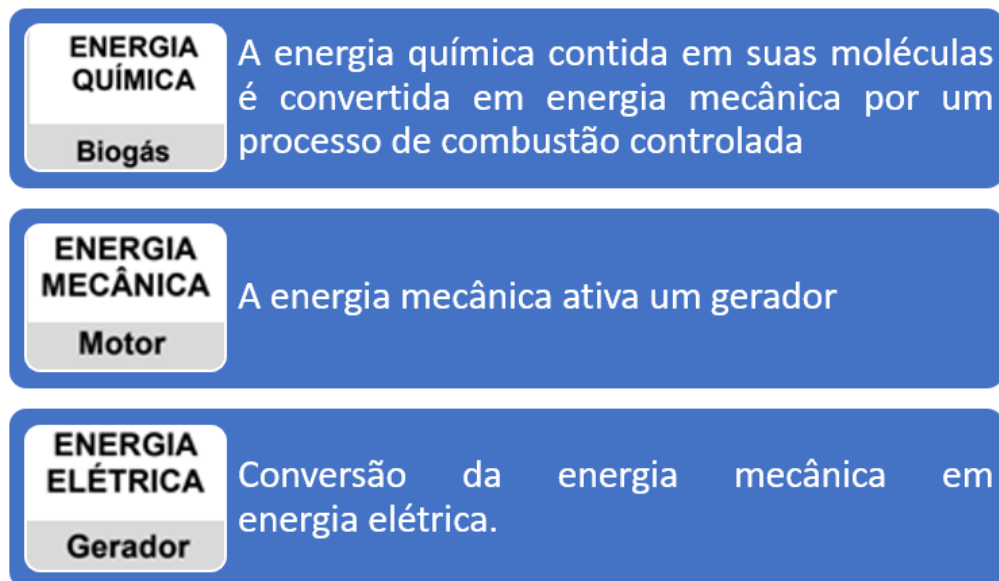 ENERGIA
QUÍMICA
Biogás
A energia química contida em suas moléculas
é convertida em energia mecânica por um
processo de combustão controlada
ENERGIA
MECÂNICA
Motor
A energia mecânica ativa um gerador
ENERGIA
ELÉTRICA
Gerador
Conversão da energia mecânica em
energia elétrica.